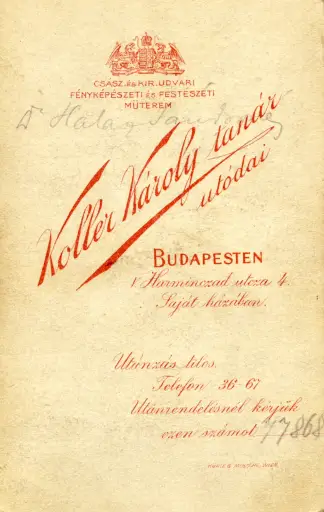 CSÁSZ. és KIR. UDVARI
FÉNYKÉPÉSZETI és FESTÉSZETI
MŰTEREM
Koller Károly tanár
utódai
BUDAPESTEN
V Harminczad utcza 4.
Saját házában.
Utánzás tilos.
Telefon 36-67
Utánrendelésnél kérjük
ezen számot 77868